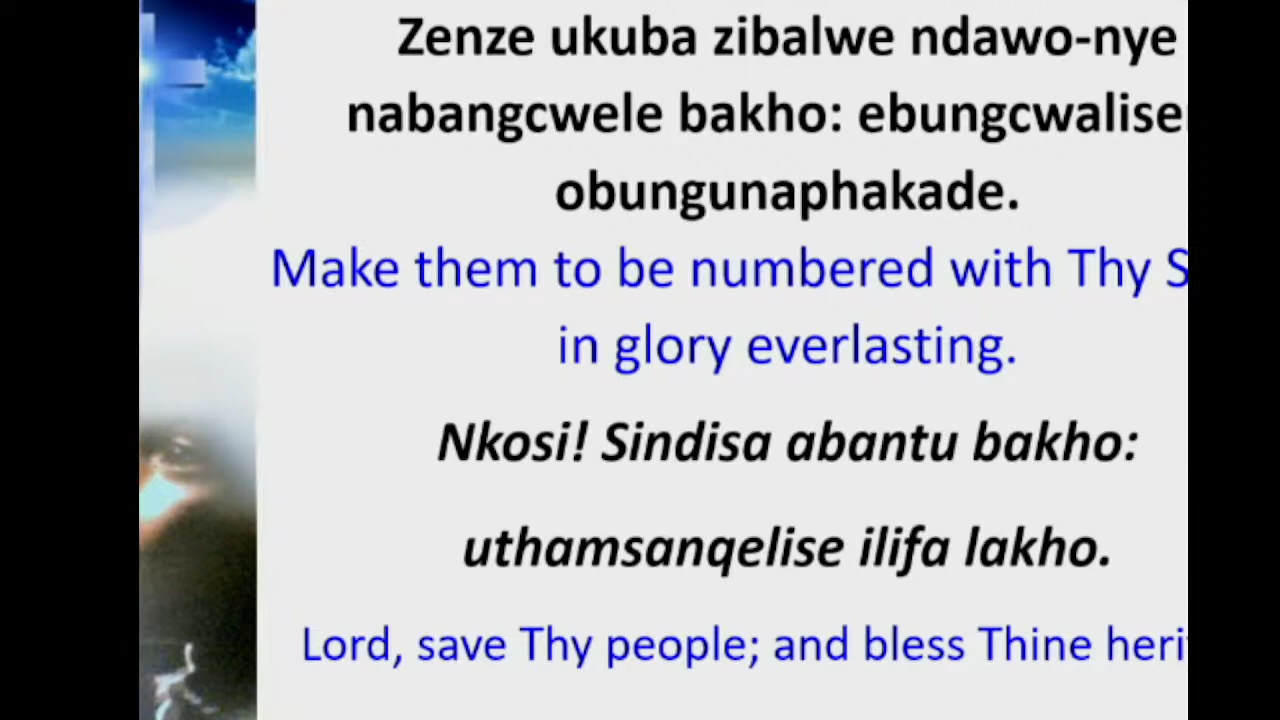 Zenze ukuba zibalwe ndawo-nye
nabangcwele bakho: ebungcwalise
obungunaphakade.
Make them to be numbered with Thy
in glory everlasting.
Nkosi! Sindisa abantu bakho:
uthamsanqelise ilifa lakho.
Lord, save Thy people; and bless Thine